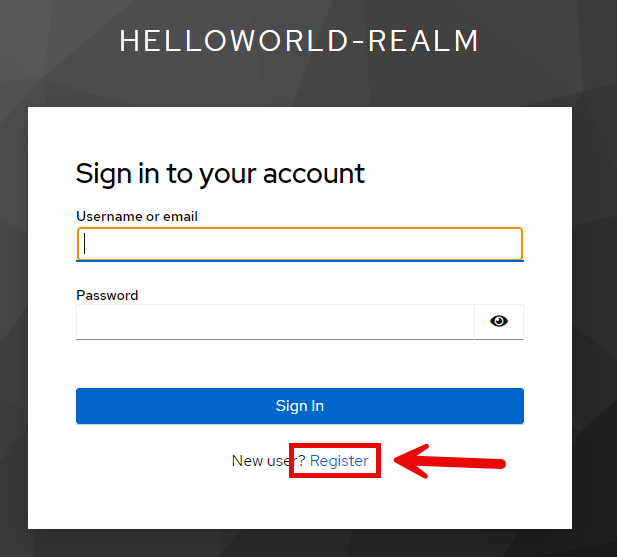 HELLOWORLD-REALM
Sign in to your account
Username or email
Password
Sign In
New user? Register